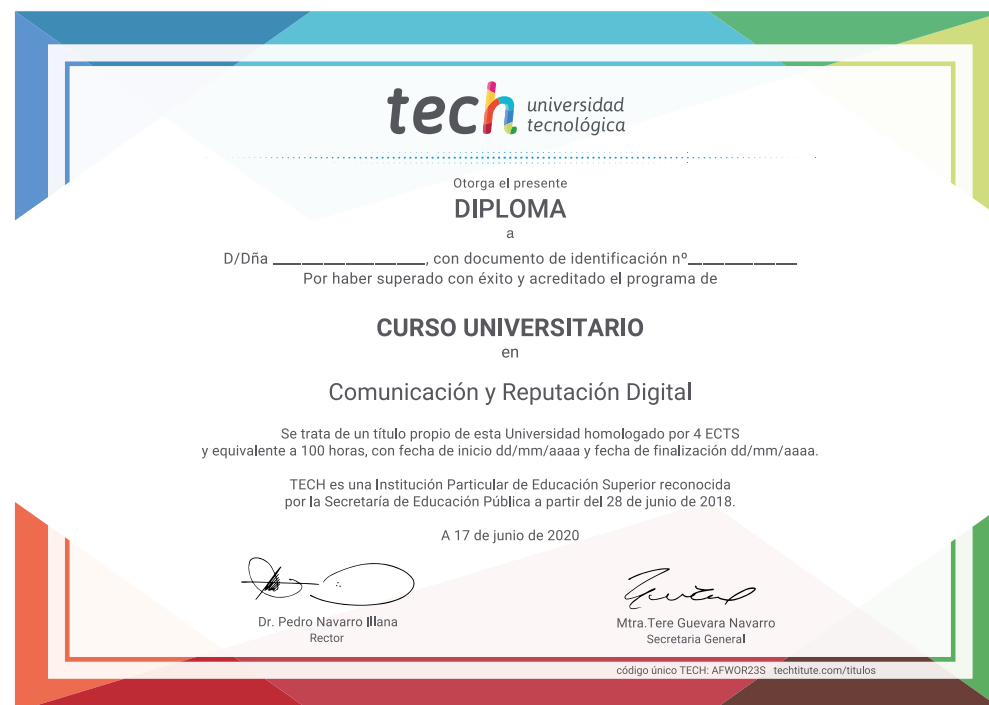 tech universidad
tecnológica
Otorga el presente
DIPLOMA
a
D/Dña ________________, con documento de identificación nº____________
Por haber superado con éxito y acreditado el programa de
CURSO UNIVERSITARIO
en
Comunicación y Reputación Digital
Se trata de un título propio de esta Universidad homologado por 4 ECTS
y equivalente a 100 horas, con fecha de inicio dd/mm/aaaa y fecha de finalización dd/mm/aaaa.
TECH es una Institución Particular de Educación Superior reconocida
por la Secretaría de Educación Pública a partir del 28 de junio de 2018.
A 17 de junio de 2020
Dr. Pedro Navarro Illana
Rector
Mtra.Tere Guevara Navarro
Secretaria General
código único TECH: AFWOR23S techtitute.com/titulos